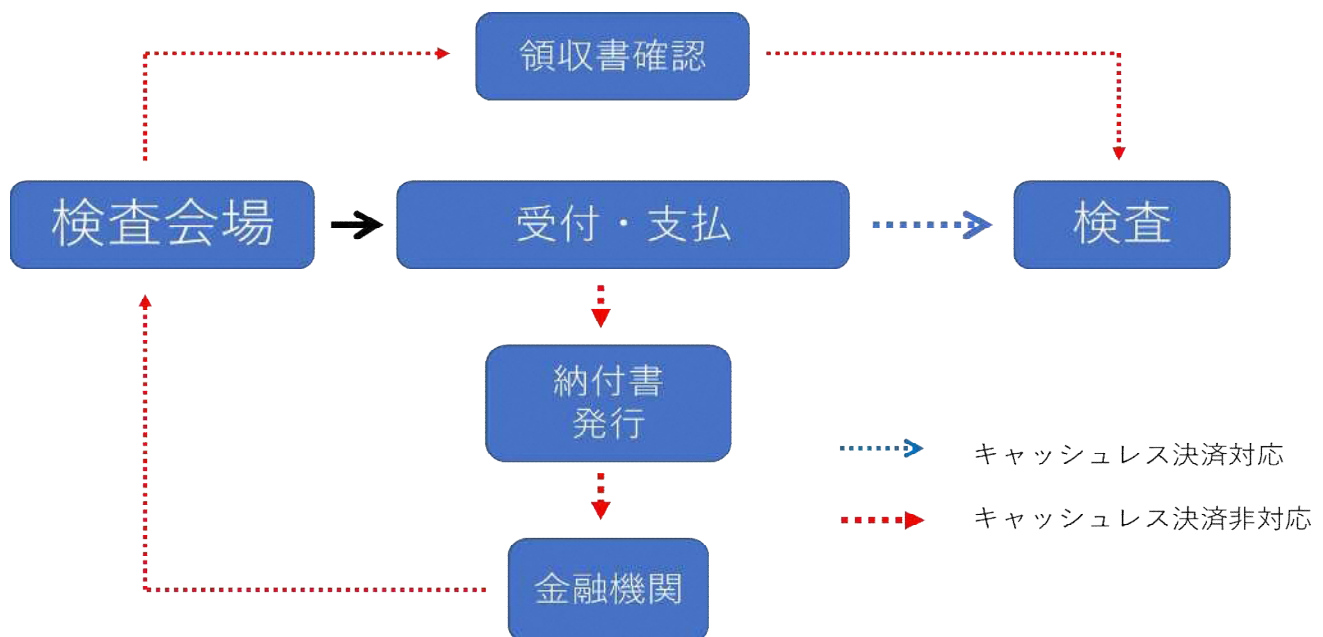 領収書確認
検査会場
受付・支払
検査
納付書
発行
キャッシュレス決済対応
キャッシュレス決済非対応
金融機関